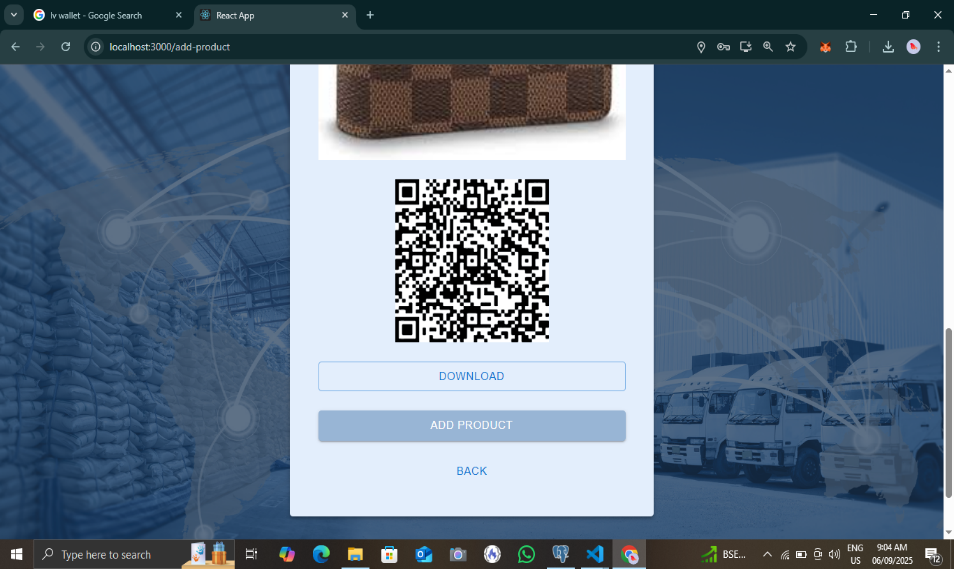 lv wallet - Google Search
React App
localhost:3000/add-product
DOWNLOAD
ADD PRODUCT
BACK
Type here to search
BSE...
ENG
US
9:04 AM
06/09/2025
12